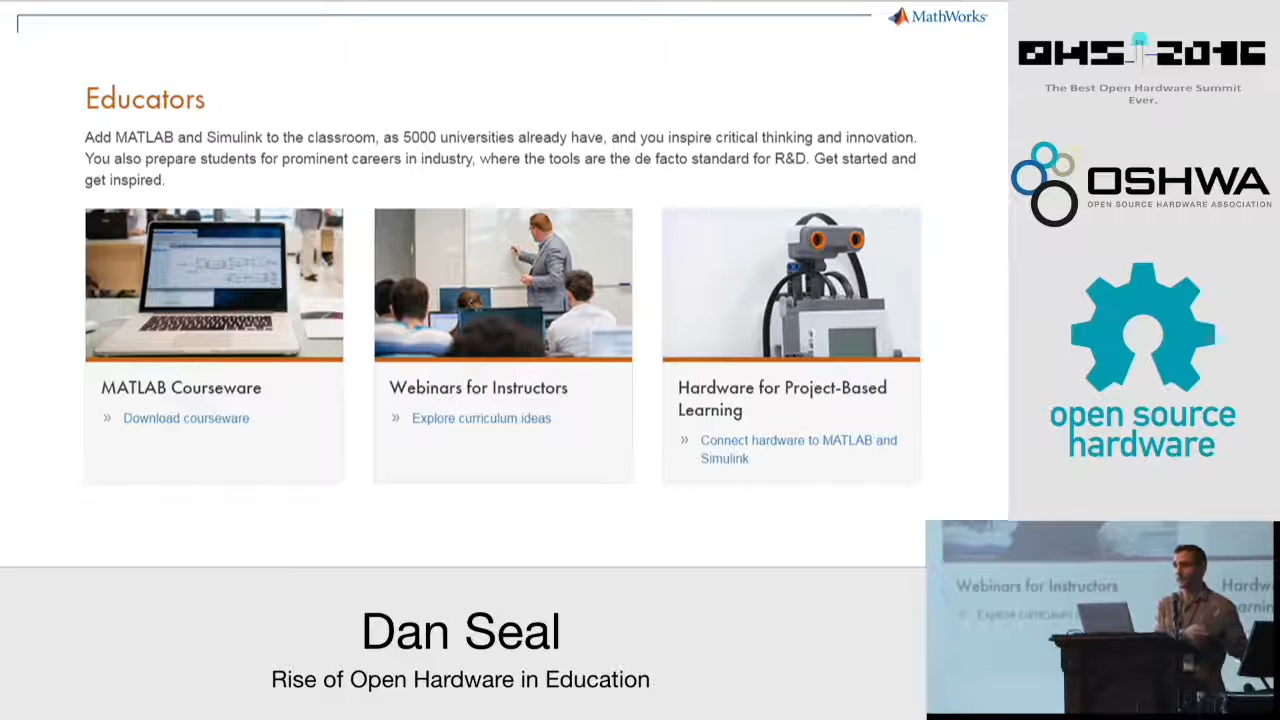 MathWorks
Educators
Add MATLAB and Simulink to the classroom, as 5000 universities already have, and you inspire critical thinking and innovation.
You also prepare students for prominent careers in industry, where the tools are the de facto standard for R&D. Get started and
get inspired.
MATLAB Courseware
» Download courseware
Webinars for Instructors
» Explore curriculum ideas
Hardware for Project-Based
Learning
» Connect hardware to MATLAB and
Simulink
OHS 2016
The Best Open Hardware Summit
Ever.
OSHWA
OPEN SOURCE HARDWARE ASSOCIATION
open source
hardware
Webinars for Instructors
Dan Seal
Rise of Open Hardware in Education